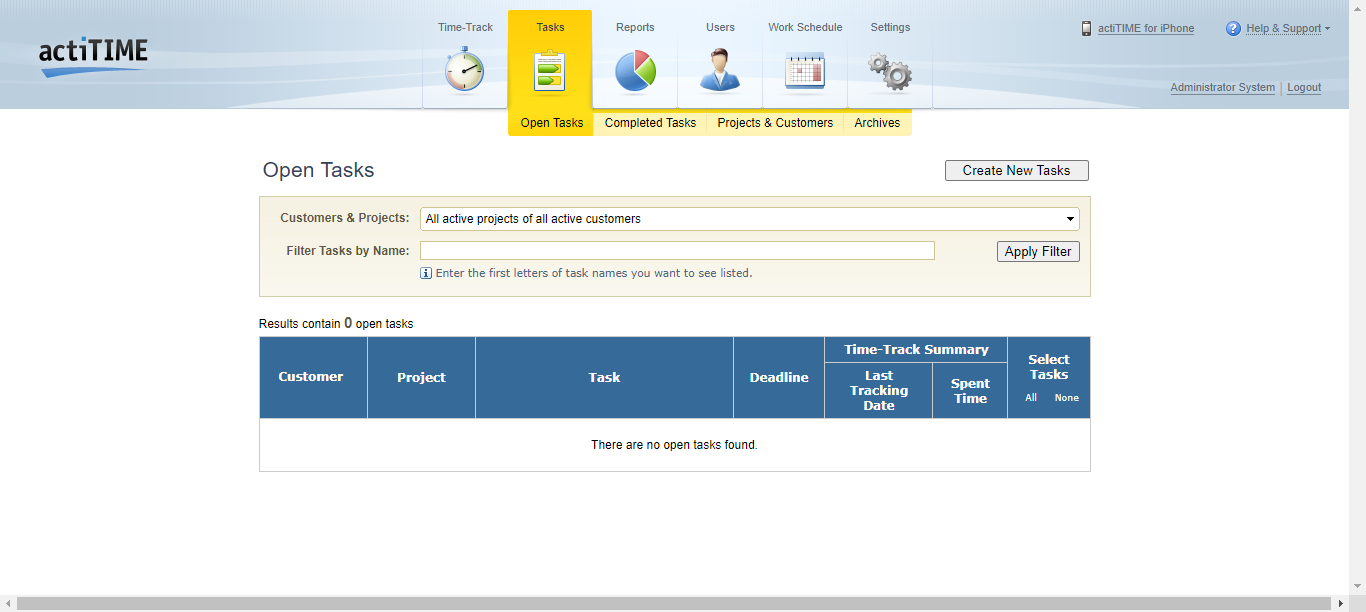 actiTIME
Time-Track
Tasks
Reports
Users
Work Schedule
Settings
actiTIME for iPhone
Help & Support
Administrator System
Logout
Open Tasks
Completed Tasks
Projects & Customers
Archives
Open Tasks
Create New Tasks
Customers & Projects:
All active projects of all active customers
Filter Tasks by Name:
Apply Filter
Enter the first letters of task names you want to see listed.
Results contain 0 open tasks
Customer
Project
Task
Deadline
Time-Track Summary
Last
Tracking
Date
Spent
Time
Select
Tasks
All None
There are no open tasks found.